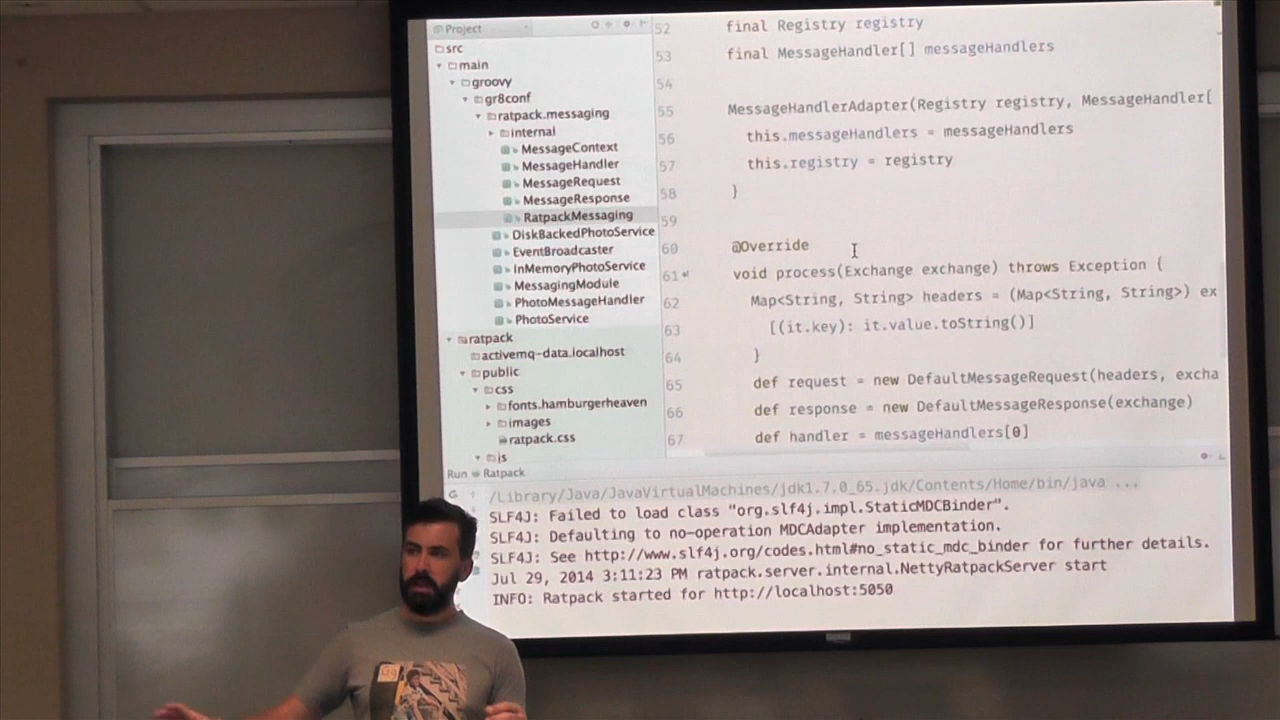 Project
src
main
groovy
gr8conf
ratpack.messaging
internal
MessageContext
MessageHandler
MessageRequest
MessageResponse
RatpackMessaging
DiskBackedPhotoService
EventBroadcaster
InMemoryPhotoService
MessagingModule
PhotoMessageHandler
PhotoService
ratpack
activemq-data.localhost
public
css
fonts.hamburgerheaven
images
ratpack.css
js
52 final Registry registry
53 final MessageHandler[] messageHandlers
54
55 MessageHandlerAdapter(Registry registry, MessageHandler[
56 this.messageHandlers = messageHandlers
57 this.registry = registry
58 }
59
60 @Override
61 void process(Exchange exchange) throws Exception {
62 Map<String, String> headers = (Map<String, String>) ex
63 [(it.key): it.value.toString()]
64 }
65 def request = new DefaultMessageRequest(headers, excha
66 def response = new DefaultMessageResponse(exchange)
67 def handler = messageHandlers[0]
Run Ratpack
/Library/Java/JavaVirtualMachines/jdk1.7.0_65.jdk/Contents/Home/bin/java ...
SLF4J: Failed to load class "org.slf4j.impl.StaticMDCBinder".
SLF4J: Defaulting to no-operation MDCAdapter implementation.
SLF4J: See http://www.slf4j.org/codes.html#no_static_mdc_binder for further details.
Jul 29, 2014 3:11:23 PM ratpack.server.internal.NettyRatpackServer start
INFO: Ratpack started for http://localhost:5050